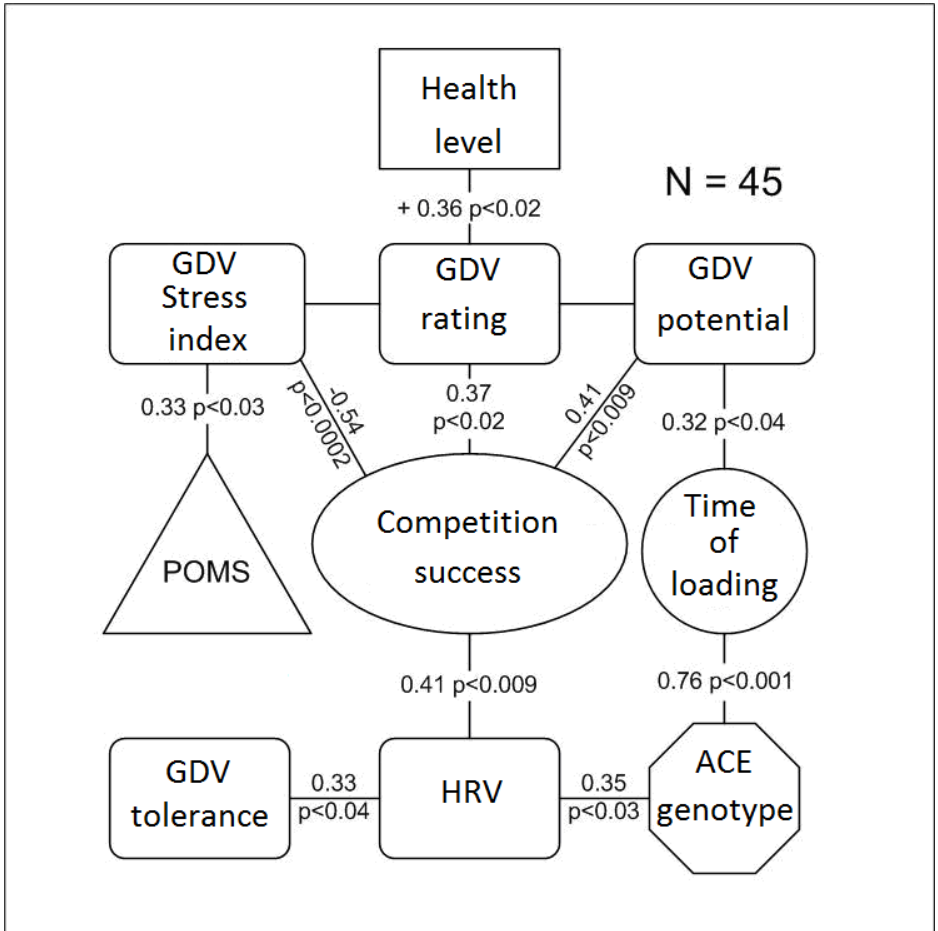 Health
level
N = 45
+ 0.36 p<0.02
GDV
Stress
index
GDV
rating
GDV
potential
0.33 p<0.03
-0.54
p<0.0002
0.37
p<0.02
0.41
p<0.009
0.32 p<0.04
POMS
Competition
success
Time
of
loading
0.41 p<0.009
0.76 p<0.001
GDV
tolerance
0.33
p<0.04
HRV
0.35
p<0.03
ACE
genotype